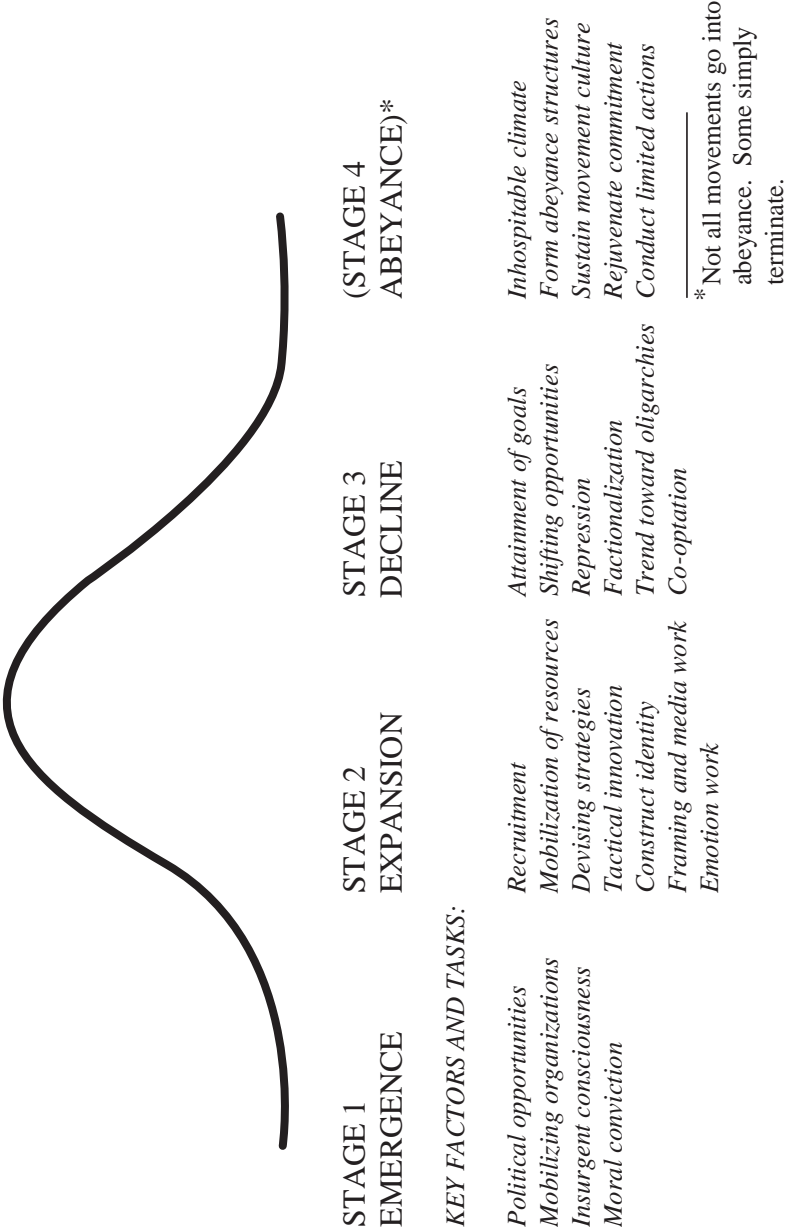 STAGE 1
EMERGENCE
STAGE 2
EXPANSION
STAGE 3
DECLINE
(STAGE 4
ABEYANCE)*
KEY FACTORS AND TASKS:
Political opportunities
Mobilizing organizations
Insurgent consciousness
Moral conviction
Recruitment
Mobilization of resources
Devising strategies
Tactical innovation
Construct identity
Framing and media work
Emotion work
Attainment of goals
Shifting opportunities
Repression
Factionalization
Trend toward oligarchies
Co-optation
Inhospitable climate
Form abeyance structures
Sustain movement culture
Rejuvenate commitment
Conduct limited actions
* Not all movements go into
abeyance. Some simply
terminate.